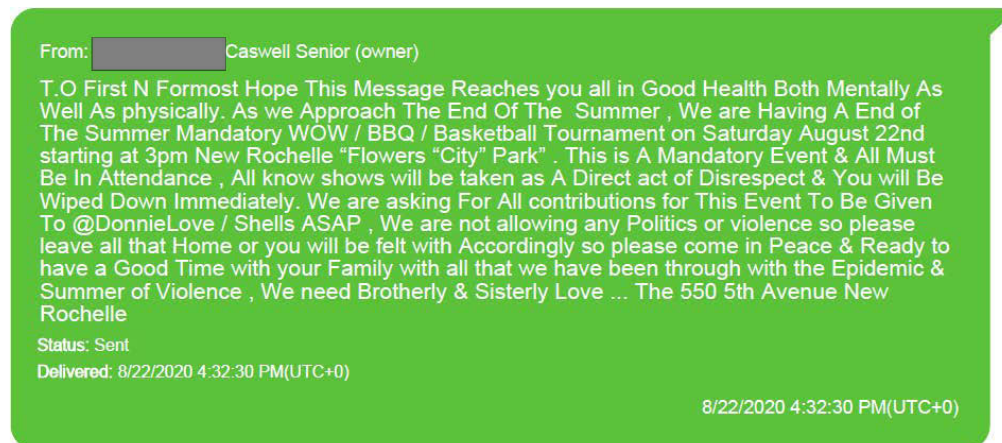 From: Caswell Senior (owner)
T.O First N Formost Hope This Message Reaches you all in Good Health Both Mentally As
Well As physically. As we Approach The End Of The Summer , We are Having A End of
The Summer Mandatory WOW / BBQ / Basketball Tournament on Saturday August 22nd
starting at 3pm New Rochelle “Flowers “City” Park” . This is A Mandatory Event & All Must
Be In Attendance , All know shows will be taken as A Direct act of Disrespect & You will Be
Wiped Down Immediately. We are asking For All contributions for This Event To Be Given
To @DonnieLove / Shells ASAP , We are not allowing any Politics or violence so please
leave all that Home or you will be felt with Accordingly so please come in Peace & Ready to
have a Good Time with your Family with all that we have been through with the Epidemic &
Summer of Violence , We need Brotherly & Sisterly Love ... The 550 5th Avenue New
Rochelle
Status: Sent
Delivered: 8/22/2020 4:32:30 PM(UTC+0)
8/22/2020 4:32:30 PM(UTC+0)